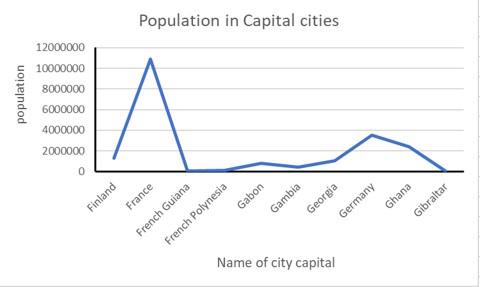 Population in Capital cities
population
12000000
10000000
8000000
6000000
4000000
2000000
0
Finland
France
French Guiana
French Polynesia
Gabon
Gambia
Georgia
Germany
Ghana
Gibraltar
Name of city capital